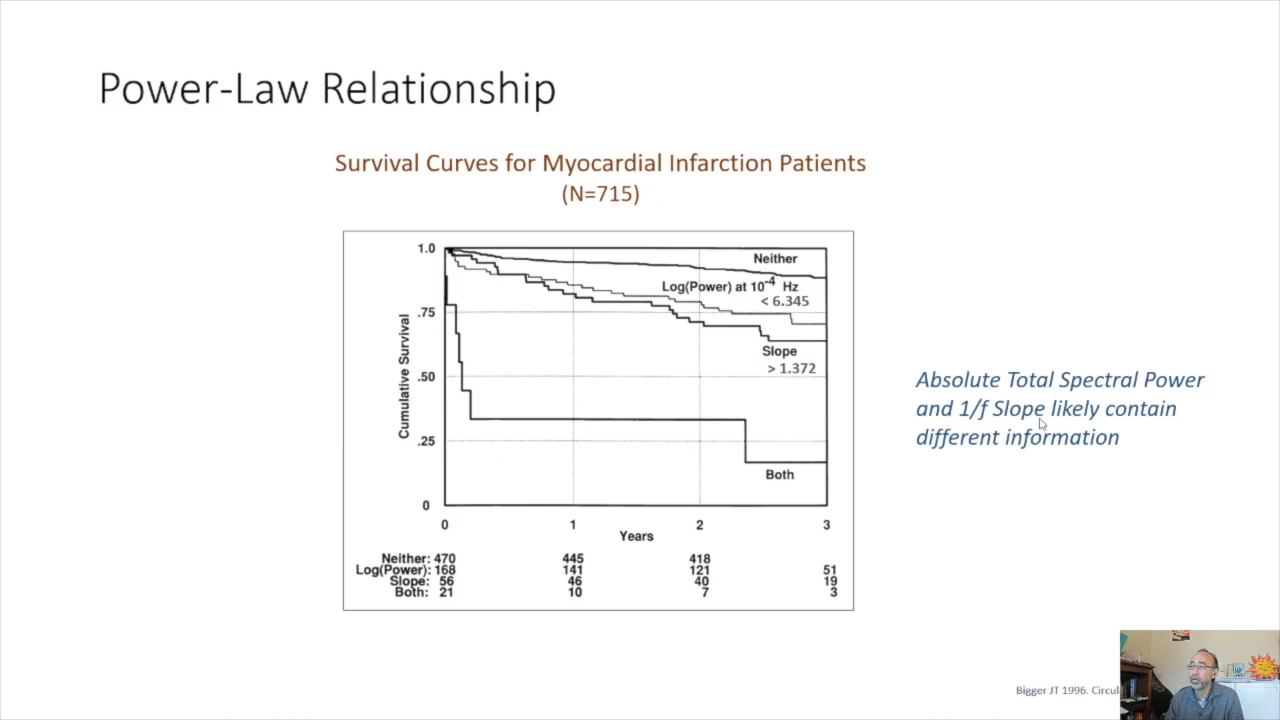 Power-Law Relationship
Survival Curves for Myocardial Infarction Patients
(N=715)
1.0
.75
.50
.25
0
Cumulative Survival
Neither
Log(Power) at 10-4 Hz
< 6.345
Slope
> 1.372
Both
0 1 2 3
Years
Neither: 470 445 418
Log(Power): 168 141 121 51
Slope: 56 46 40 19
Both: 21 10 7 3
Absolute Total Spectral Power
and 1/f Slope likely contain
different information
Bigger JT 1996.